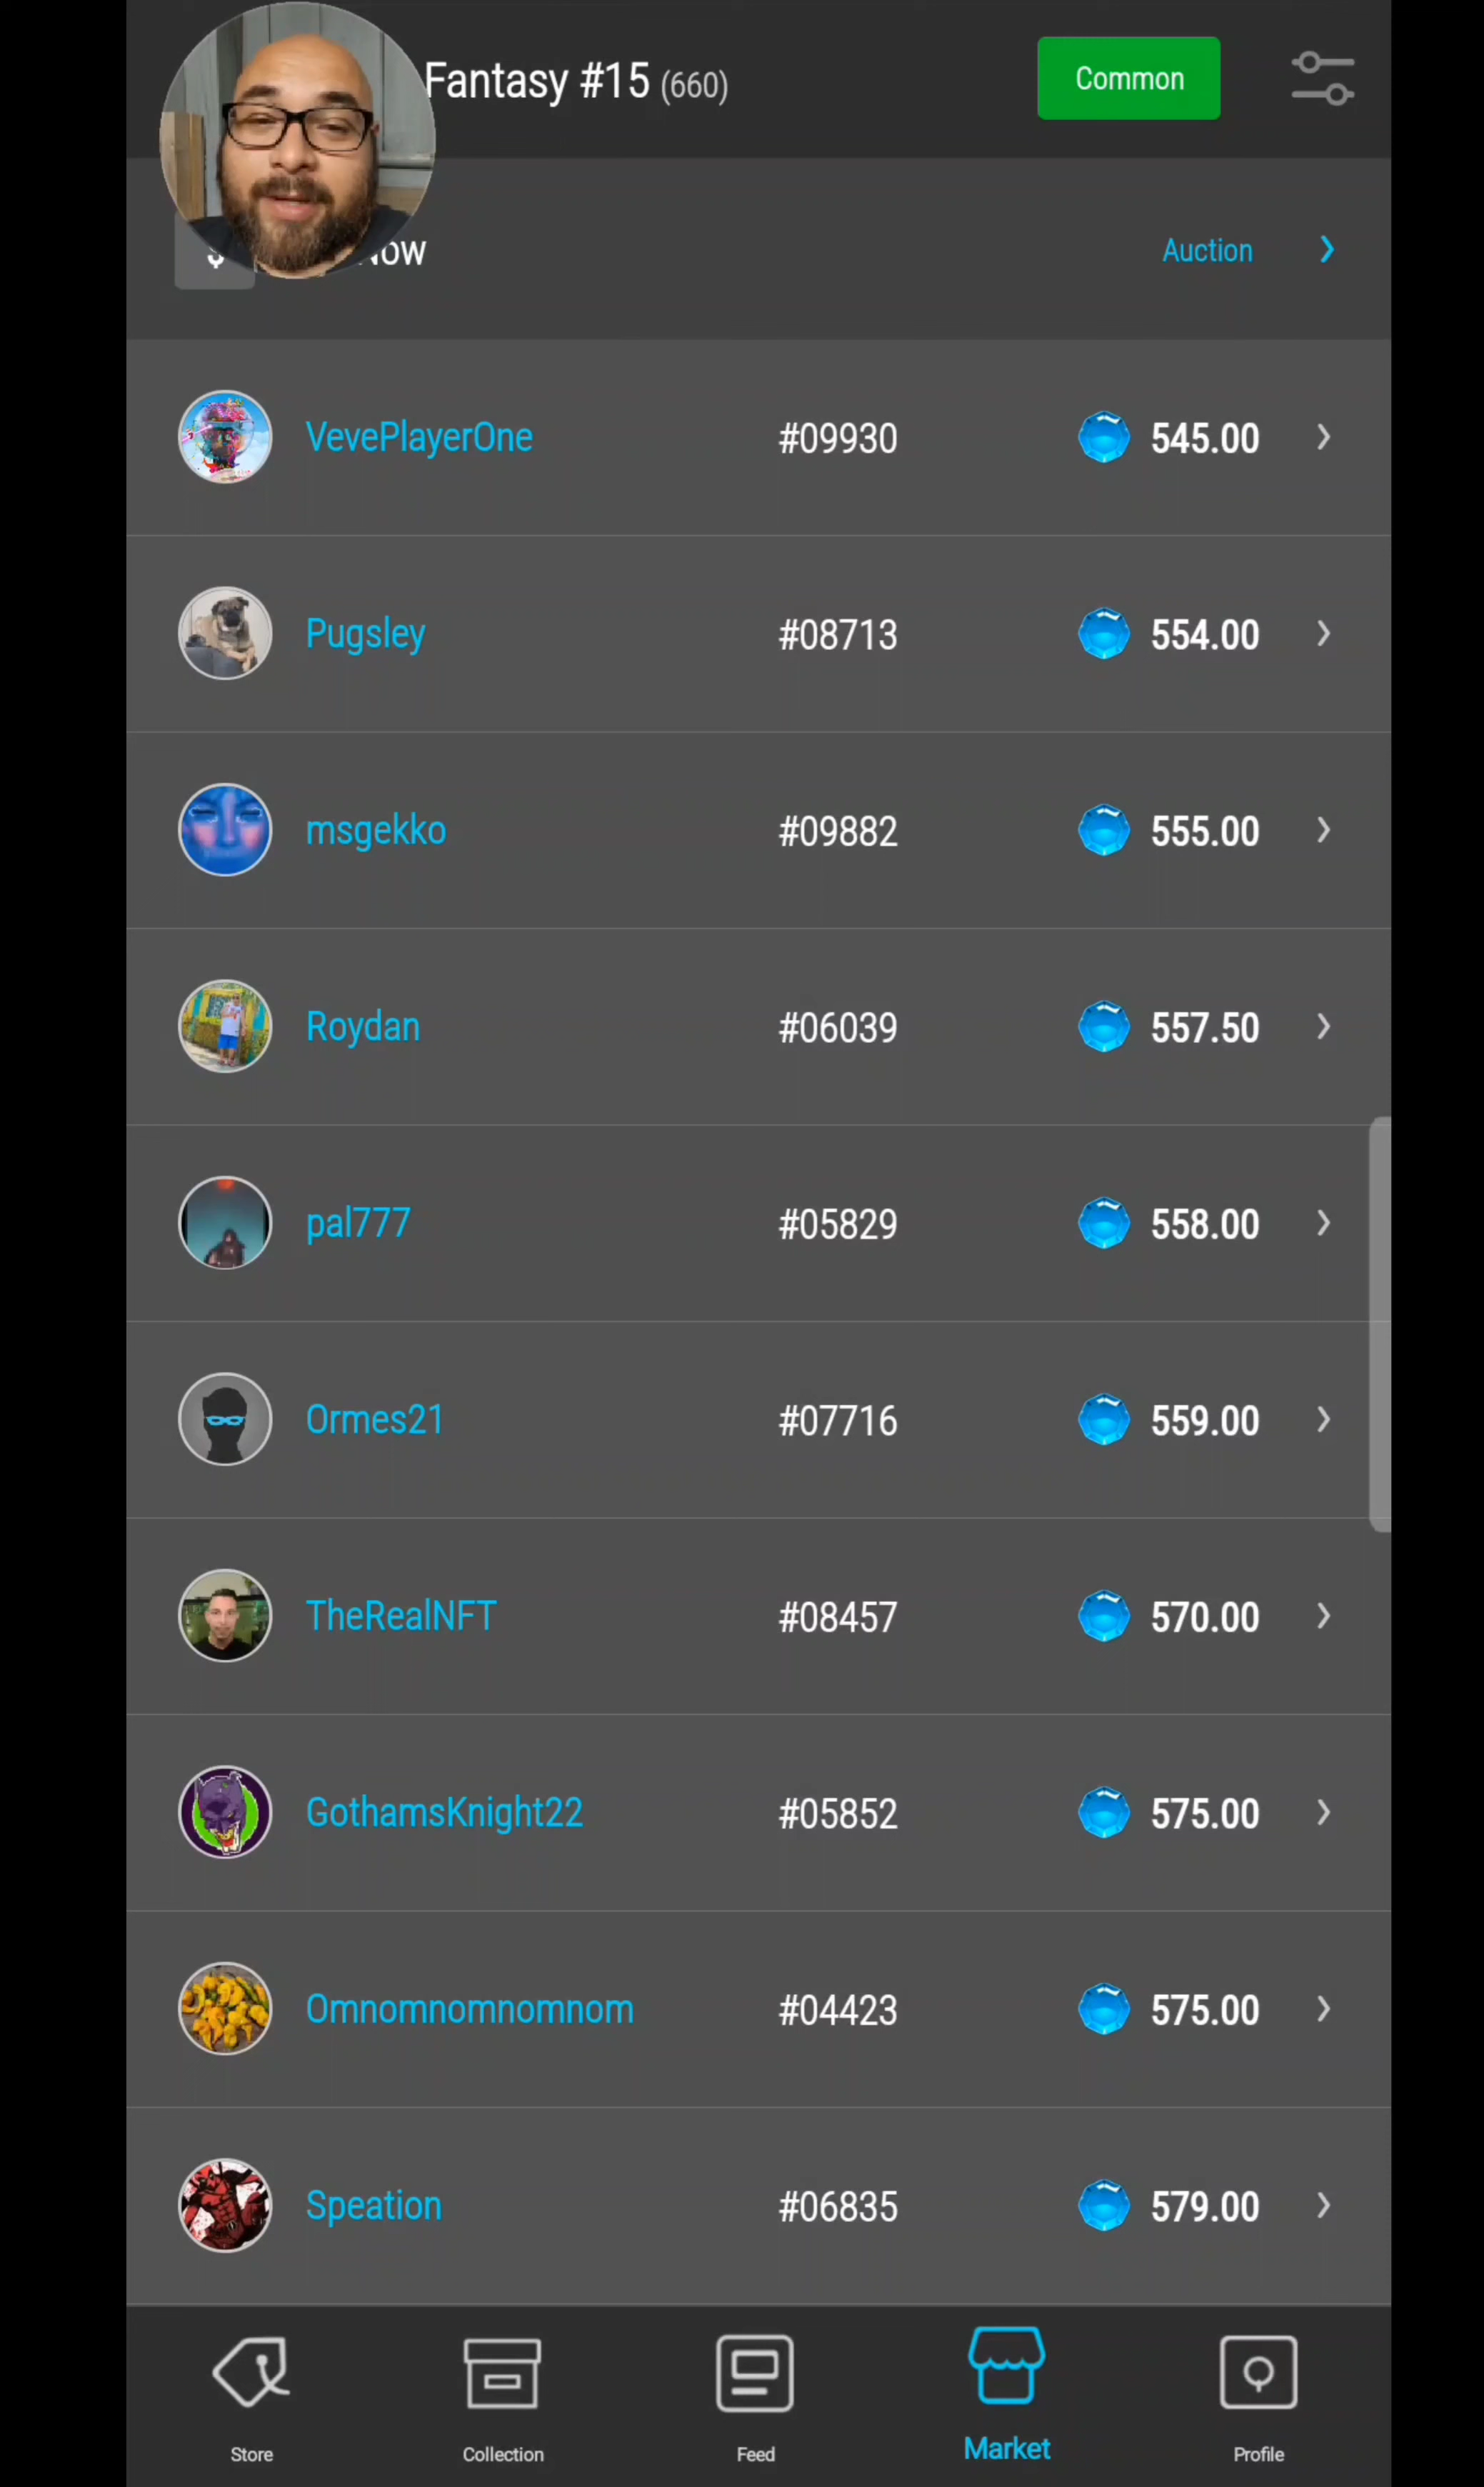 Fantasy #15 (660)
Common
Now
Auction
VevePlayerOne #09930 545.00
Pugsley #08713 554.00
msgekko #09882 555.00
Roydan #06039 557.50
pal777 #05829 558.00
Ormes21 #07716 559.00
TheRealNFT #08457 570.00
GothamsKnight22 #05852 575.00
Omnomnomnomnom #04423 575.00
Speation #06835 579.00
Store Collection Feed Market Profile